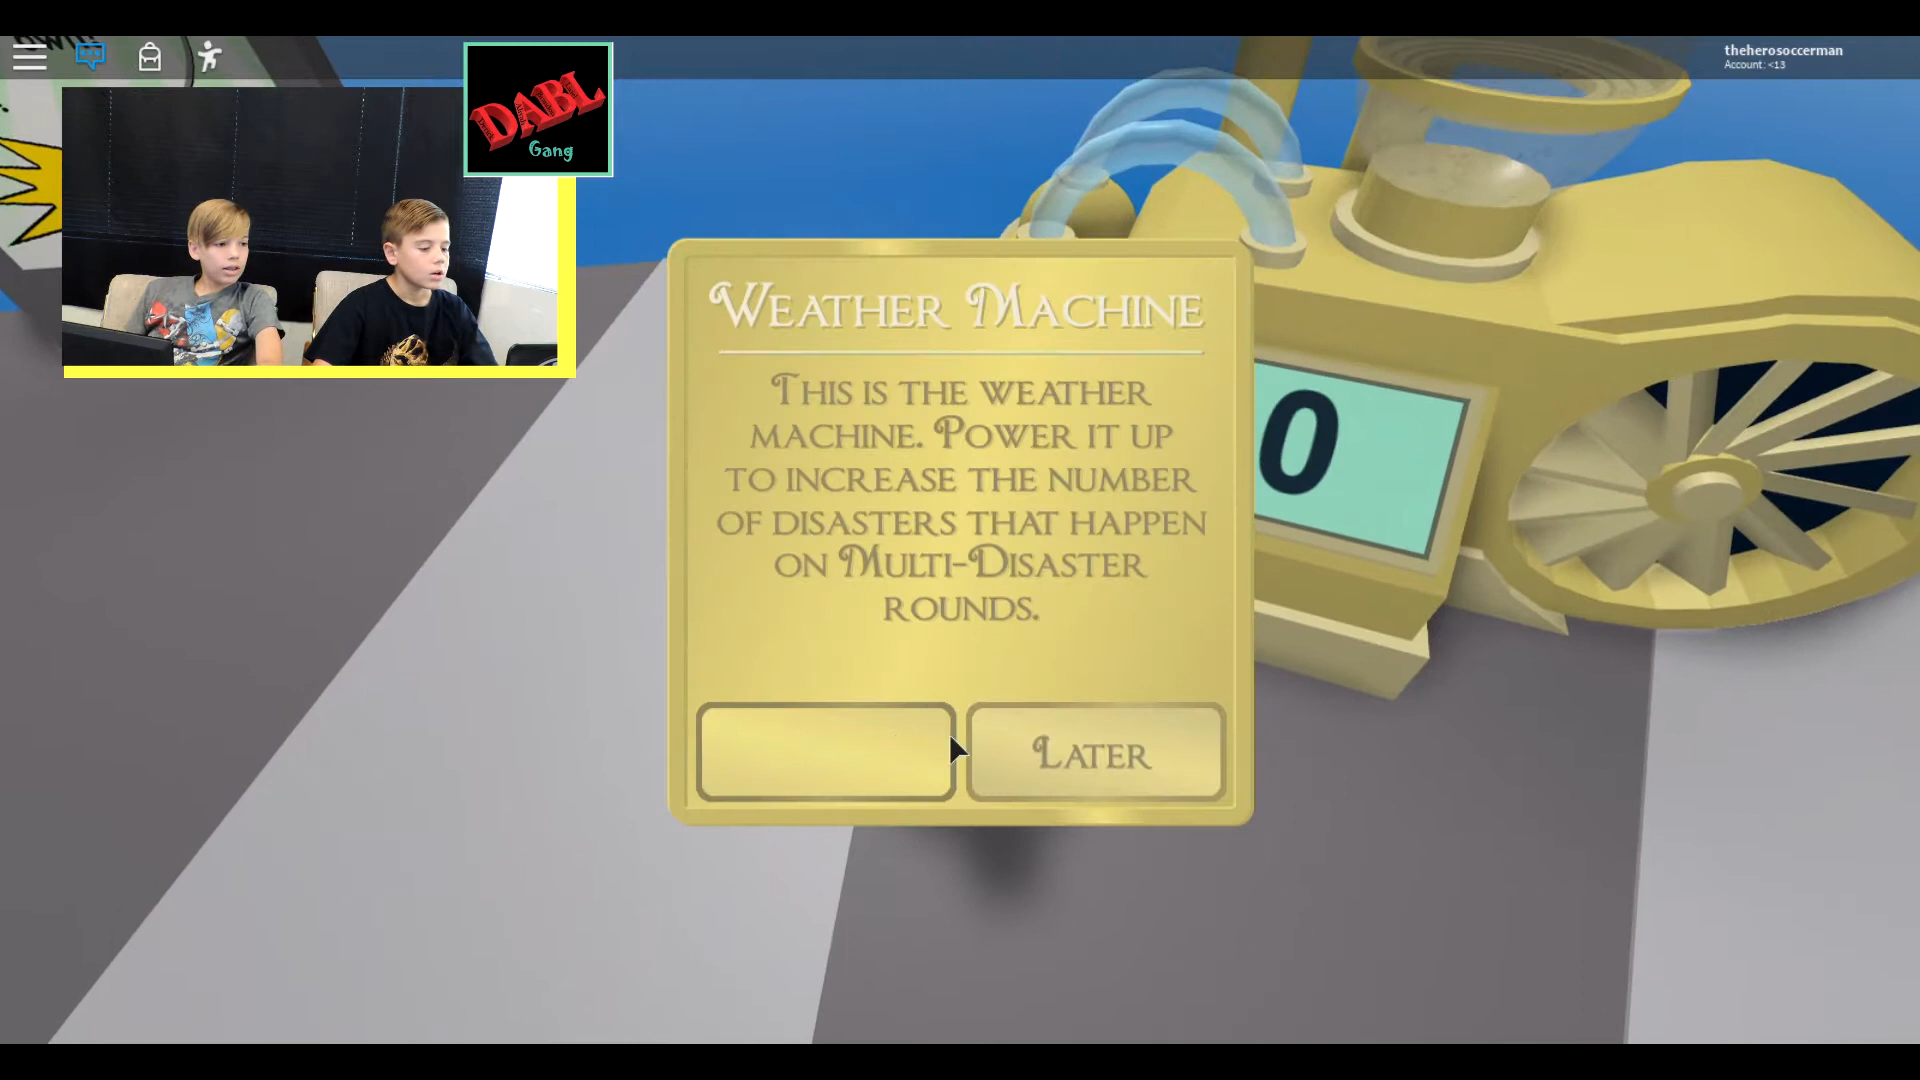 theherosoccerman
Account: <13
DABL
Gang
WEATHER MACHINE
THIS IS THE WEATHER
MACHINE. POWER IT UP
TO INCREASE THE NUMBER
OF DISASTERS THAT HAPPEN
ON MULTI-DISASTER
ROUNDS.
0
LATER